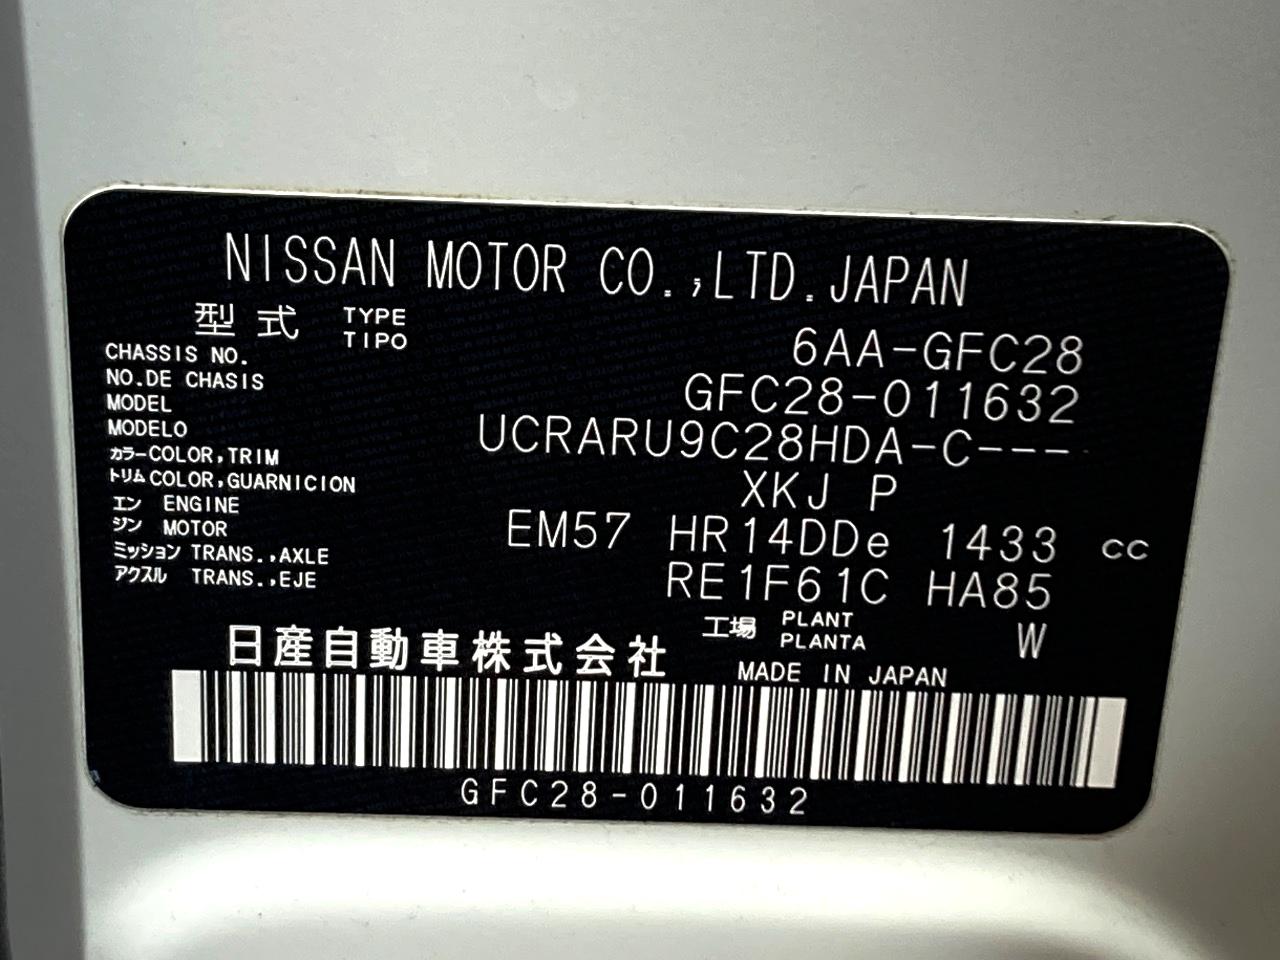 NISSAN MOTOR CO.,LTD.JAPAN
型式 TYPE TIPO 6AA-GFC28
CHASSIS NO.
NO.DE CHASIS GFC28-011632
MODEL
MODELO UCRARU9C28HDA-C---
カラー COLOR,TRIM
トリム COLOR,GUARNICION XKJ P
エン ENGINE
ジン MOTOR EM57 HR14DDe 1433 cc
ミッション TRANS.,AXLE
アクスル TRANS.,EJE RE1F61C HA85
工場 PLANT PLANTA W
日産自動車株式会社
MADE IN JAPAN
GFC28-011632